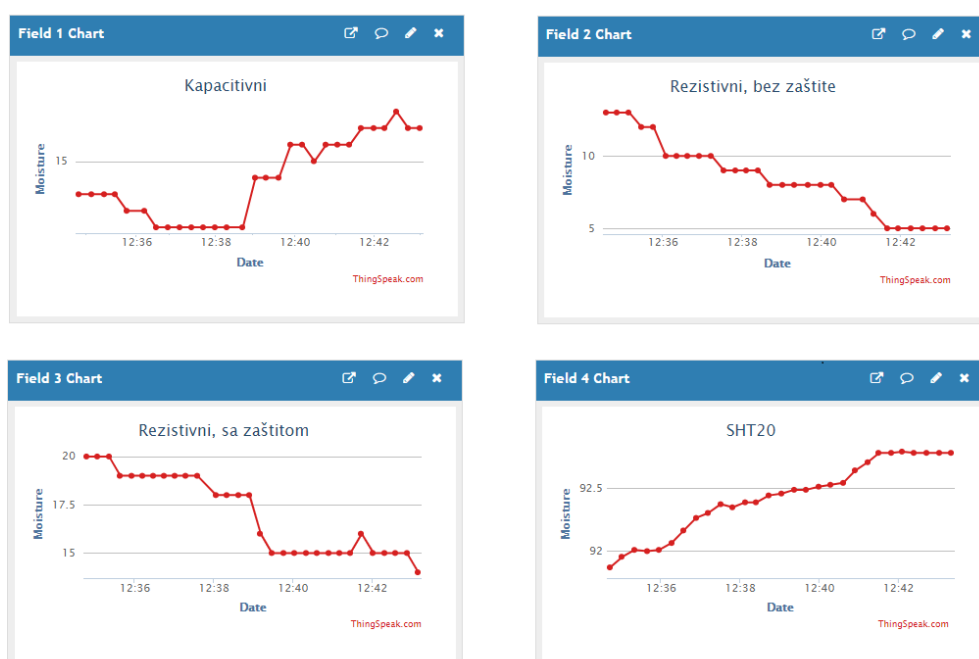 Field 1 Chart
Kapacitivni
15
Moisture
12:36 12:38 12:40 12:42
Date
ThingSpeak.com
Field 2 Chart
Rezistivni, bez zaštite
10
Moisture
5
12:36 12:38 12:40 12:42
Date
ThingSpeak.com
Field 3 Chart
Rezistivni, sa zaštitom
20
17.5
Moisture
15
12:36 12:38 12:40 12:42
Date
ThingSpeak.com
Field 4 Chart
SHT20
92.5
Moisture
92
12:36 12:38 12:40 12:42
Date
ThingSpeak.com